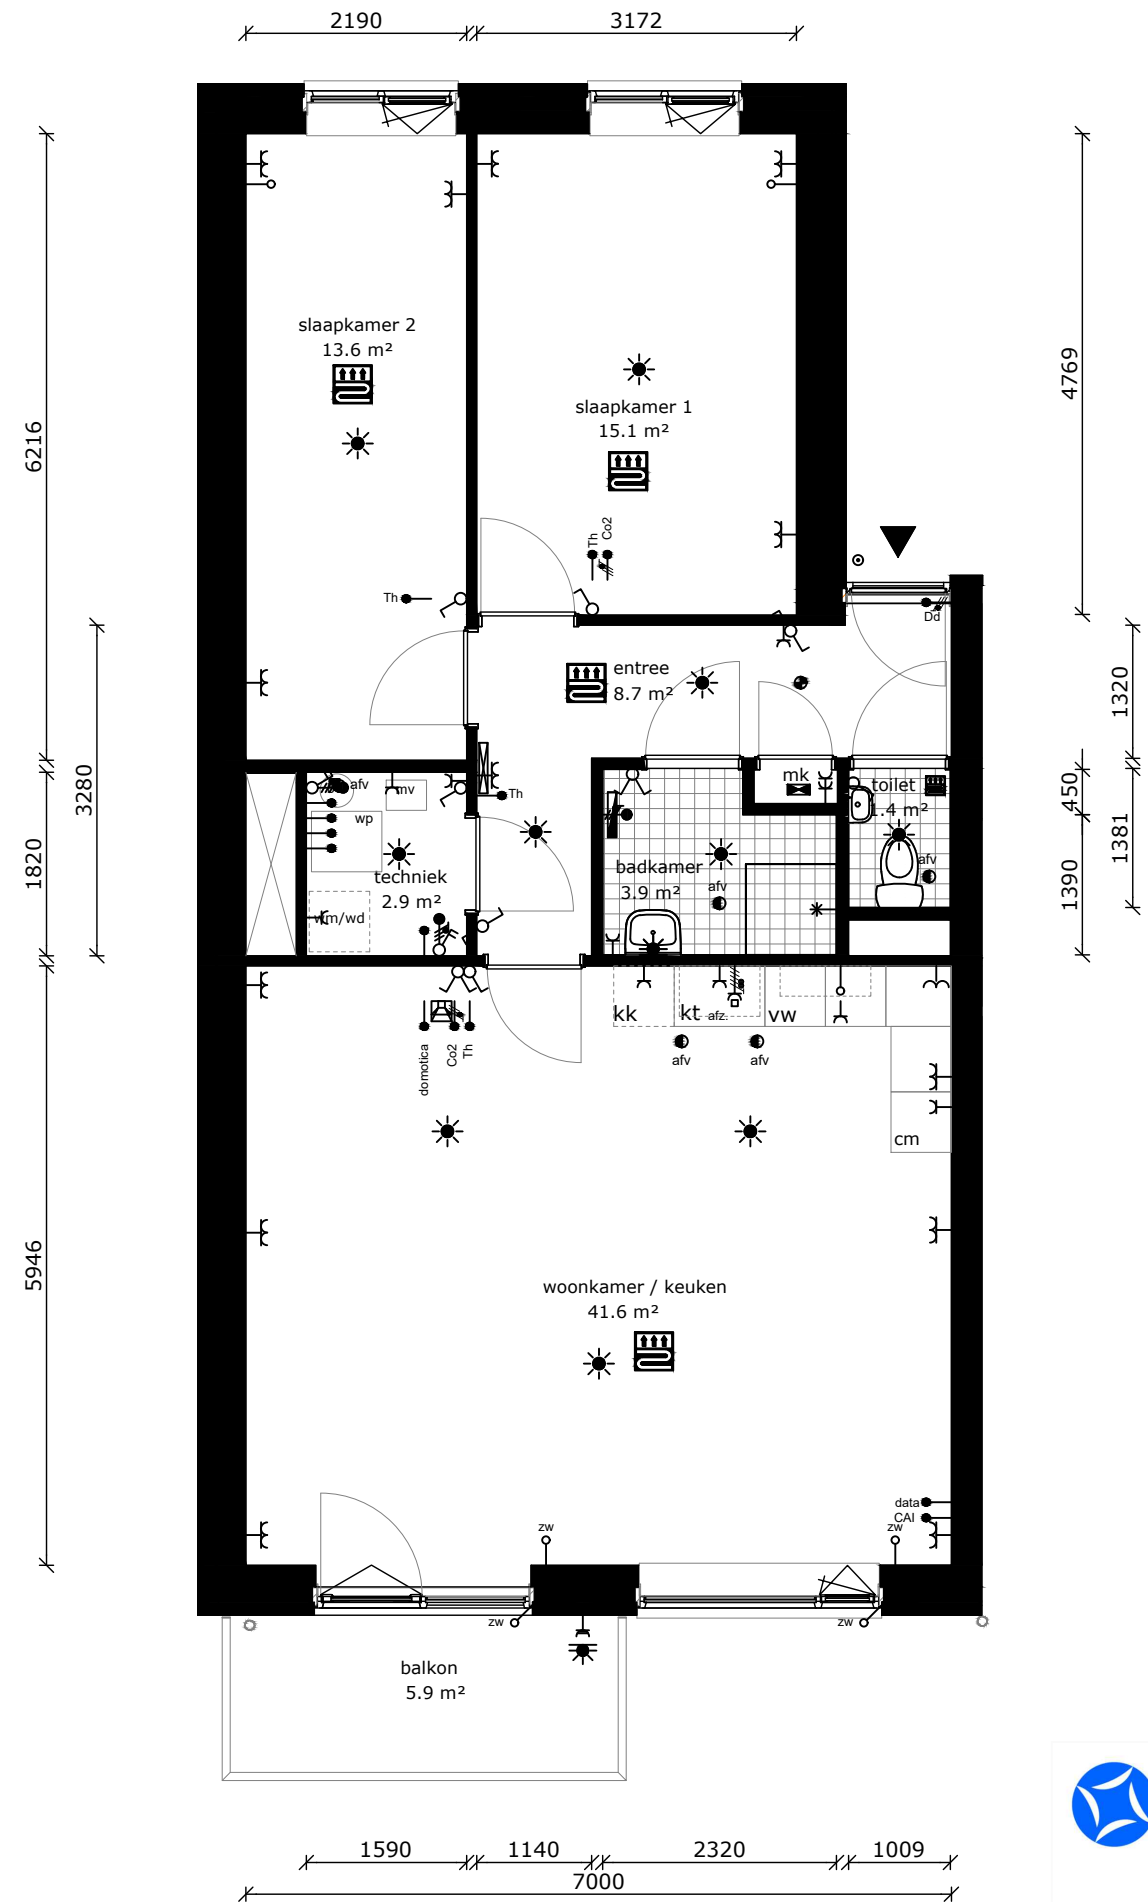 2190
3172
slaapkamer 2
13.6 m²
slaapkamer 1
15.1 m²
4769
6216
Th
Co2
Th
Dd
entree
8.7 m²
1320
3280
1820
afv
mv
wp
techniek
2.9 m²
wm/wd
Th
mk
toilet
1.4 m²
afv
badkamer
3.9 m²
afv
450
1381
1390
kk
kt
afz.
vw
afv
afv
domotica
Co2
Th
cm
5946
woonkamer / keuken
41.6 m²
data
CAI
zw
zw
zw
zw
balkon
5.9 m²
1590
1140
2320
1009
7000